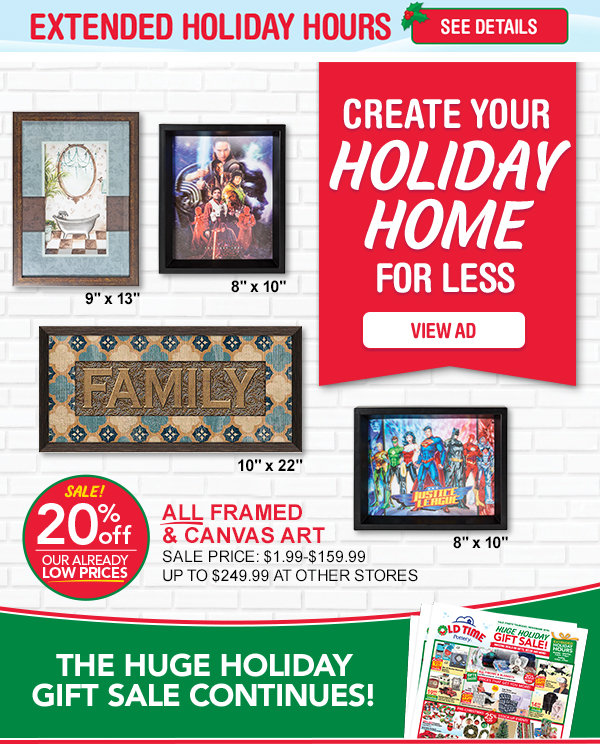 EXTENDED HOLIDAY HOURS
SEE DETAILS
CREATE YOUR
HOLIDAY
HOME
FOR LESS
VIEW AD
9" x 13"
8" x 10"
FAMILY
10" x 22"
JUSTICE
LEAGUE
8" x 10"
SALE!
20% off
OUR ALREADY
LOW PRICES
ALL FRAMED
& CANVAS ART
SALE PRICE: $1.99-$159.99
UP TO $249.99 AT OTHER STORES
THE HUGE HOLIDAY
GIFT SALE CONTINUES!
OLD TIME
Pottery
HUGE HOLIDAY
GIFT SALE!
HOLIDAY
HOURS